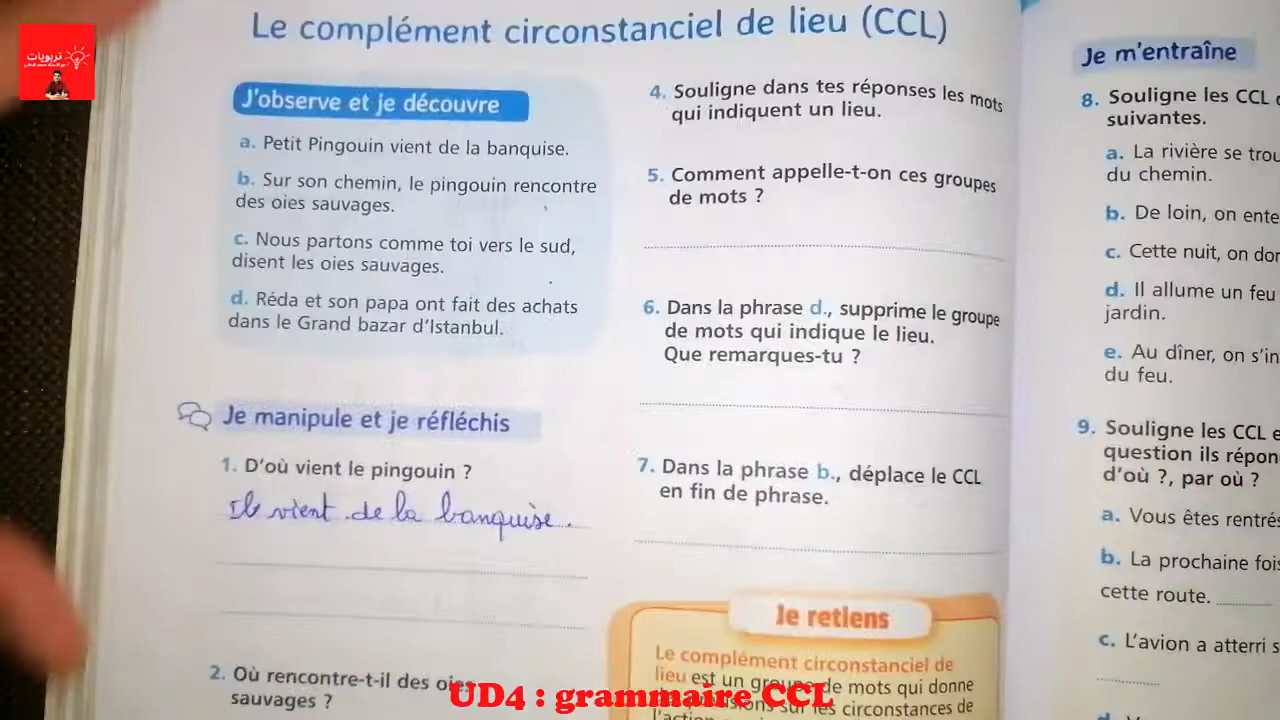 تربويات
Le complément circonstanciel de lieu (CCL)
J'observe et je découvre
a. Petit Pingouin vient de la banquise.
b. Sur son chemin, le pingouin rencontre
des oies sauvages.
c. Nous partons comme toi vers le sud,
disent les oies sauvages.
d. Réda et son papa ont fait des achats
dans le Grand bazar d'Istanbul.
Je manipule et je réfléchis
1. D'où vient le pingouin ?
Il vient de la banquise.
2. Où rencontre-t-il des oies
sauvages ?
4. Souligne dans tes réponses les mots
qui indiquent un lieu.
5. Comment appelle-t-on ces groupes
de mots ?
6. Dans la phrase d., supprime le groupe
de mots qui indique le lieu.
Que remarques-tu ?
7. Dans la phrase b., déplace le CCL
en fin de phrase.
Je retiens
Le complément circonstanciel de
lieu est un groupe de mots qui donne
sur les circonstances de
l'action
Je m'entraîne
8. Souligne les CCL
suivantes.
a. La rivière se
du chemin.
b. De loin, on
c. Cette nuit, on
d. Il allume un feu
jardin.
e. Au dîner, on
du feu.
9. Souligne les CCL
question ils
d'où ?, par où ?
a. Vous êtes
b. La prochaine
cette route.
c. L'avion a atterri
UD4 : grammaire CCL